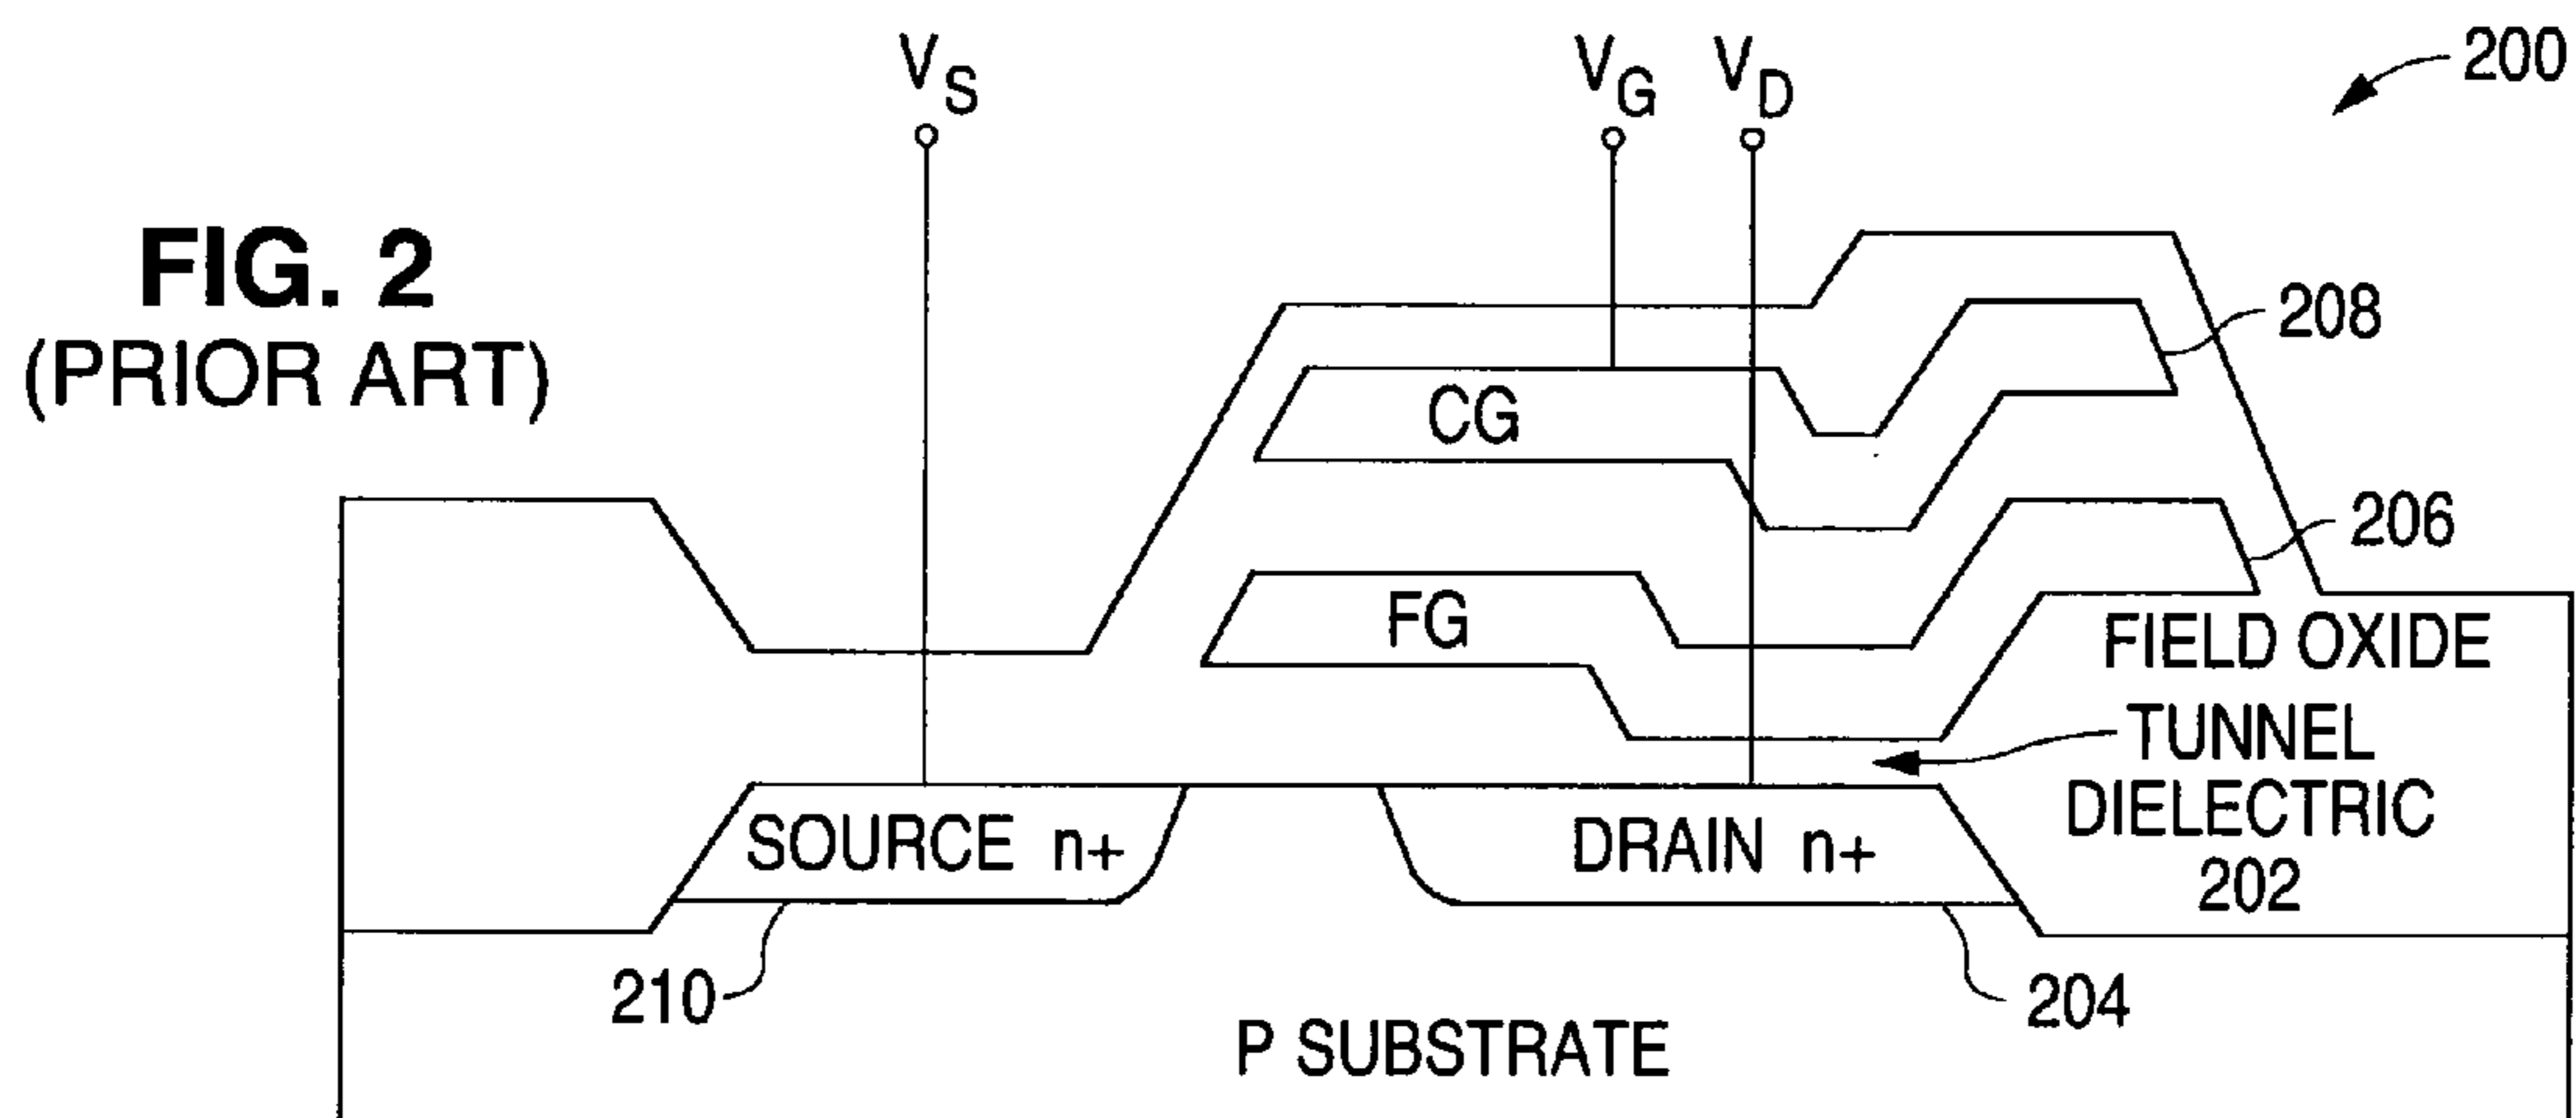 V_S
V_G
V_D
200
FIG. 2
(PRIOR ART)
208
CG
206
FG
FIELD OXIDE
TUNNEL
DIELECTRIC
202
SOURCE n+
DRAIN n+
210
204
P SUBSTRATE